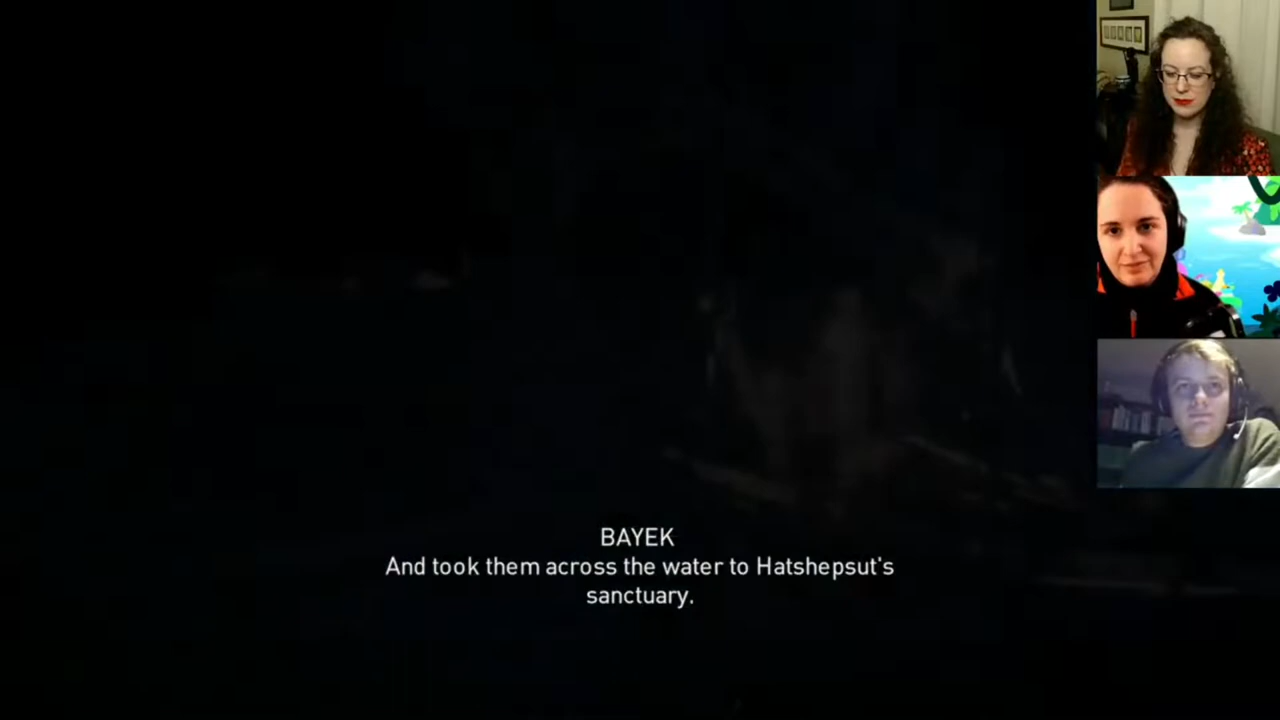 BAYEK
And took them across the water to Hatshepsut's
sanctuary.